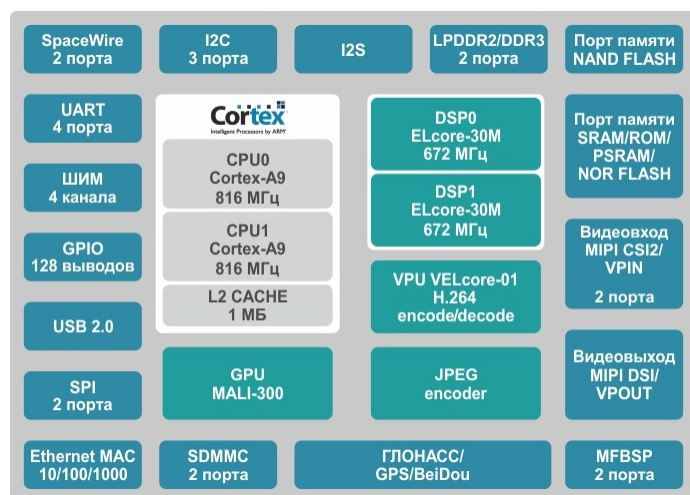 SpaceWire
2 порта
I2C
3 порта
I2S
LPDDR2/DDR3
2 порта
Порт памяти
NAND FLASH
UART
4 порта
ШИМ
4 канала
GPIO
128 выводов
USB 2.0
SPI
2 порта
Cortex
Intelligent Processors by ARM®
CPU0
Cortex-A9
816 МГц
CPU1
Cortex-A9
816 МГц
L2 CACHE
1 МБ
GPU
MALI-300
DSP0
ELcore-30M
672 МГц
DSP1
ELcore-30M
672 МГц
VPU VELcore-01
H.264
encode/decode
JPEG
encoder
Порт памяти
SRAM/ROM/
PSRAM/
NOR FLASH
Видеовход
MIPI CSI2/
VPIN
2 порта
Видеовыход
MIPI DSI/
VPOUT
Ethernet MAC
10/100/1000
SDMMC
2 порта
ГЛОНАСС/
GPS/BeiDou
MFBSP
2 порта